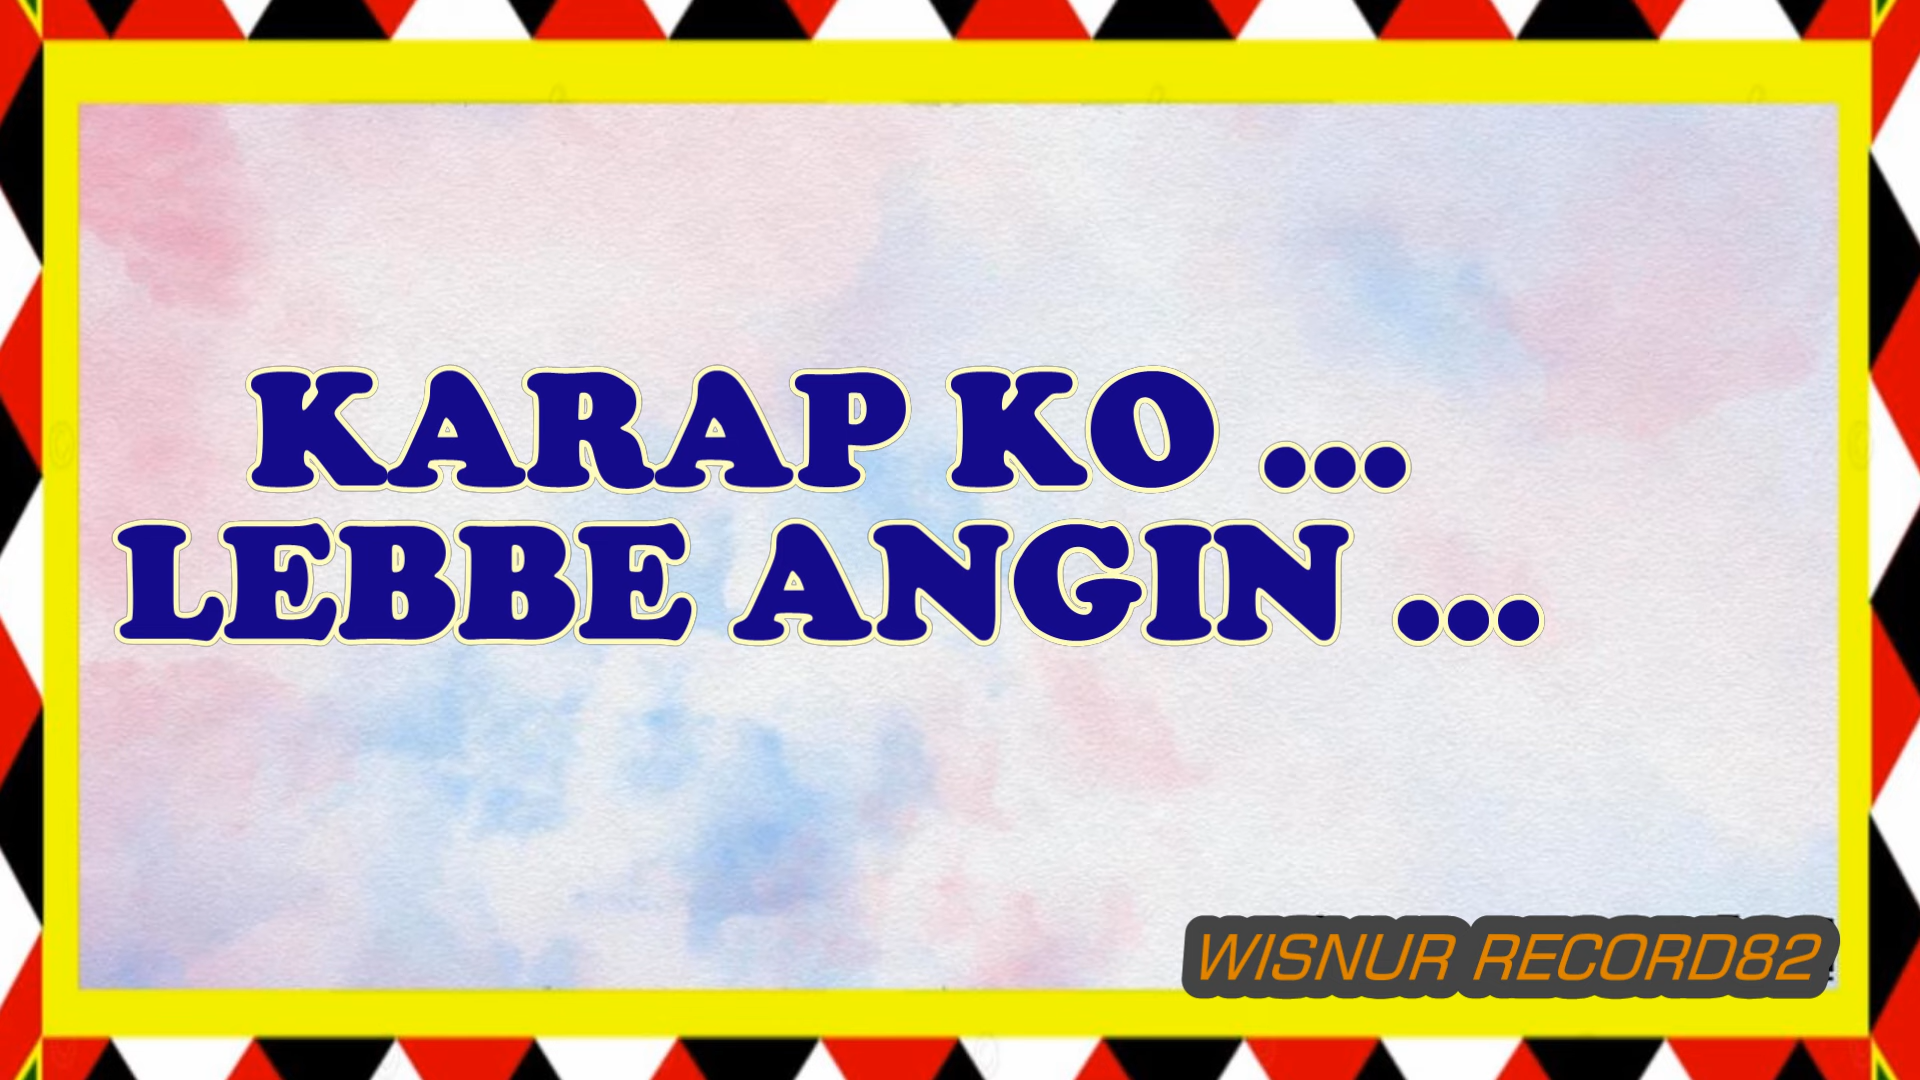 KARAP KO ...
LEBBE ANGIN ...
WISNUR RECORD82